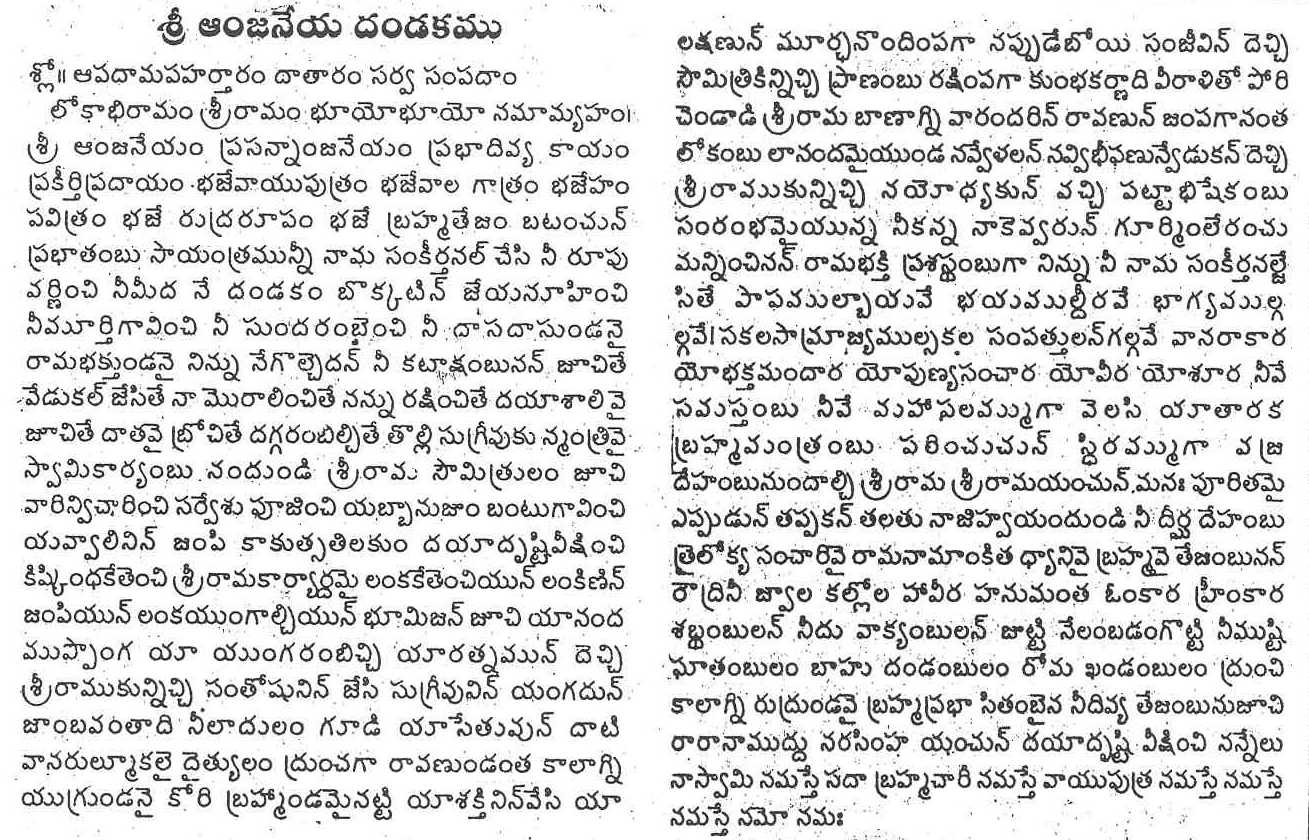 శ్రీ ఆంజనేయ దండకము
శ్లో॥ ఆపదామపహర్తారం దాతారం సర్వ సంపదాం
లోకాభిరామం శ్రీరామం భూయోభూయో నమామ్యహం।
శ్రీ ఆంజనేయం ప్రసన్నాంజనేయం ప్రభాదివ్య కాయం
ప్రకీర్తిప్రదాయం భజేవాయుపుత్రం భజేవాల గాత్రం భజేహం
పవిత్రం భజే రుద్రరూపం భజే బ్రహ్మతేజం బటంచున్
ప్రభాతంబు సాయంత్రమున్నీ నామ సంకీర్తనల్ చేసి నీ రూపు
వర్ణించి నీమీద నే దండకం బొక్కటిన్ జేయనూహించి
నీమూర్తిగావించి నీ సుందరంబెంచి నీ దాసదాసుండనై
రామభక్తుండనై నిన్ను నేగొల్చెదన్ నీ కటాక్షంబునన్ జూచితే
వేడుకల్ జేసితే నా మొరాలించితే నన్ను రక్షించితే దయాశాలివై
జూచితే దాతవై బ్రోచితే దగ్గరంబిల్చితే తొల్లి సుగ్రీవుకు న్మంత్రివై
స్వామికార్యంబు నందుండి శ్రీరామ సౌమిత్రులం జూచి
వారిన్విచారించి సర్వేశు పూజించి యబ్బానుజుం బంటుగావించి
యవ్వాలినిన్ జంపి కాకుత్సతిలకుం దయాదృష్టివీక్షించి
కిష్కింధకేతెంచి శ్రీరామకార్యార్థమై లంకకేతెంచియున్ లంకిణిన్
జంపియున్ లంకయుంగాల్చియున్ భూమిజన్ జూచి యానంద
ముప్పొంగ యా యుంగరంబిచ్చి యారత్నమున్ దెచ్చి
శ్రీరాముకున్నిచ్చి సంతోషునిన్ జేసి సుగ్రీవునిన్ యంగదున్
జాంబవంతాది నీలాదులం గూడి యాసేతువున్ దాటి
వానరుల్మూకలై దైత్యులం ద్రుంచగా రావణుండంత కాలాగ్ని
యుగ్రుండనై కోరి బ్రహ్మాండమైనట్టి యాశక్తినిన్‌వేసి యా
లక్షణున్ మూర్ఛనొందింపగా నప్పుడేబోయి సంజీవిన్ దెచ్చి
సౌమిత్రికిన్నిచ్చి ప్రాణంబు రక్షింపగా కుంభకర్ణాది వీరాళితో పోరి
చెండాడి శ్రీరామ బాణాగ్ని వారందరిన్ రావణున్ జంపగానంత
లోకంబు లానందమైయుండ నవ్వేళలన్ నవ్విభీషణున్వేడుకన్ దెచ్చి
శ్రీరాముకున్నిచ్చి నయోధ్యకున్ వచ్చి పట్టాభిషేకంబు
సంరంభమైయున్న నీకన్న నాకెవ్వరున్ గూర్మింలేరంచు
మన్నించినన్ రామభక్తి ప్రశస్థంబుగా నిన్ను నీ నామ సంకీర్తనల్జే
సితే పాపముల్బాయవే భయముల్దీరవే భాగ్యముల్గ
ల్గవే।సకలసామ్రాజ్యముల్సకల సంపత్తులన్‌గల్గవే వానరాకార
యోభక్తమందార యోపుణ్యసంచార యోవీర యోశూర నీవే
సమస్తంబు నీవే మహాసలమ్ముగా వెలసి యాతారక
బ్రహ్మమంత్రంబు పఠించుచున్ స్థిరమ్ముగా వజ్ర
దేహంబునుందాల్చి శ్రీరామ శ్రీరామయంచున్ మనః పూరితమై
ఎప్పుడున్ తప్పకన్ తలతు నాజిహ్వయందుండి నీ దీర్ఘ దేహంబు
త్రైలోక్య సంచారివై రామనామాంకిత ధ్యానివై బ్రహ్మవై తేజంబునన్
రౌద్రినీ జ్వాల కల్లోల హావీర హనుమంత ఓంకార హ్రీంకార
శబ్ధంబులన్ నీదు వాక్యంబులన్ జుట్టి నేలంబడంగొట్టి నీముష్టి
ఘాతంబులం బాహు దండంబులం రోమ ఖండంబులం ద్రుంచి
కాలాగ్ని రుద్రుండవై బ్రహ్మప్రభా సితంబైన నీదివ్య తేజంబునుజూచి
రారానాముద్దు నరసింహ యంచున్ దయాదృష్టి వీక్షించి నన్నేలు
నాస్వామి నమస్తే సదా బ్రహ్మచారీ నమస్తే వాయుపుత్ర నమస్తే నమస్తే
నమస్తే నమో నమః